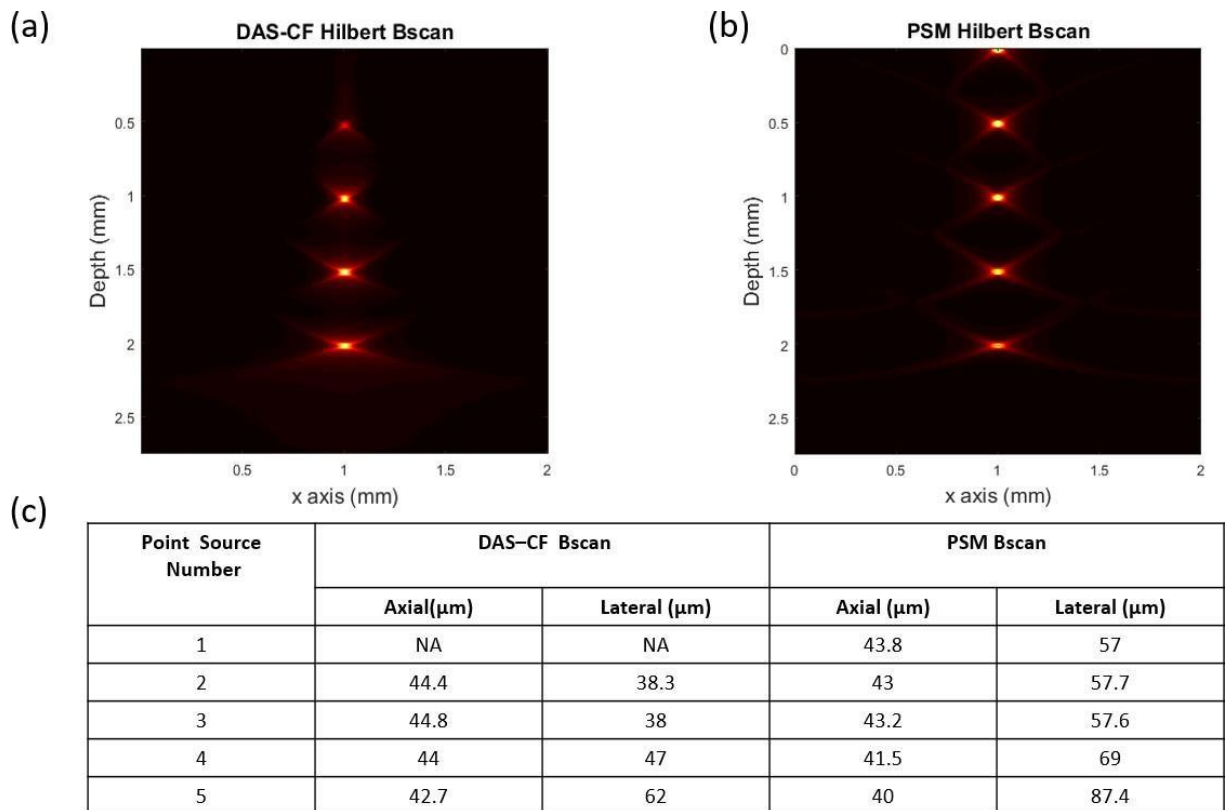 (a)
DAS-CF Hilbert Bscan
0.5
1
1.5
2
2.5
Depth (mm)
0.5
1
1.5
2
x axis (mm)
(b)
PSM Hilbert Bscan
0
0.5
1
1.5
2
2.5
Depth (mm)
0
0.5
1
1.5
2
x axis (mm)
(c)
Point Source
Number
DAS–CF Bscan
PSM Bscan
Axial(μm)
Lateral (μm)
Axial (μm)
Lateral (μm)
1
NA
NA
43.8
57
2
44.4
38.3
43
57.7
3
44.8
38
43.2
57.6
4
44
47
41.5
69
5
42.7
62
40
87.4